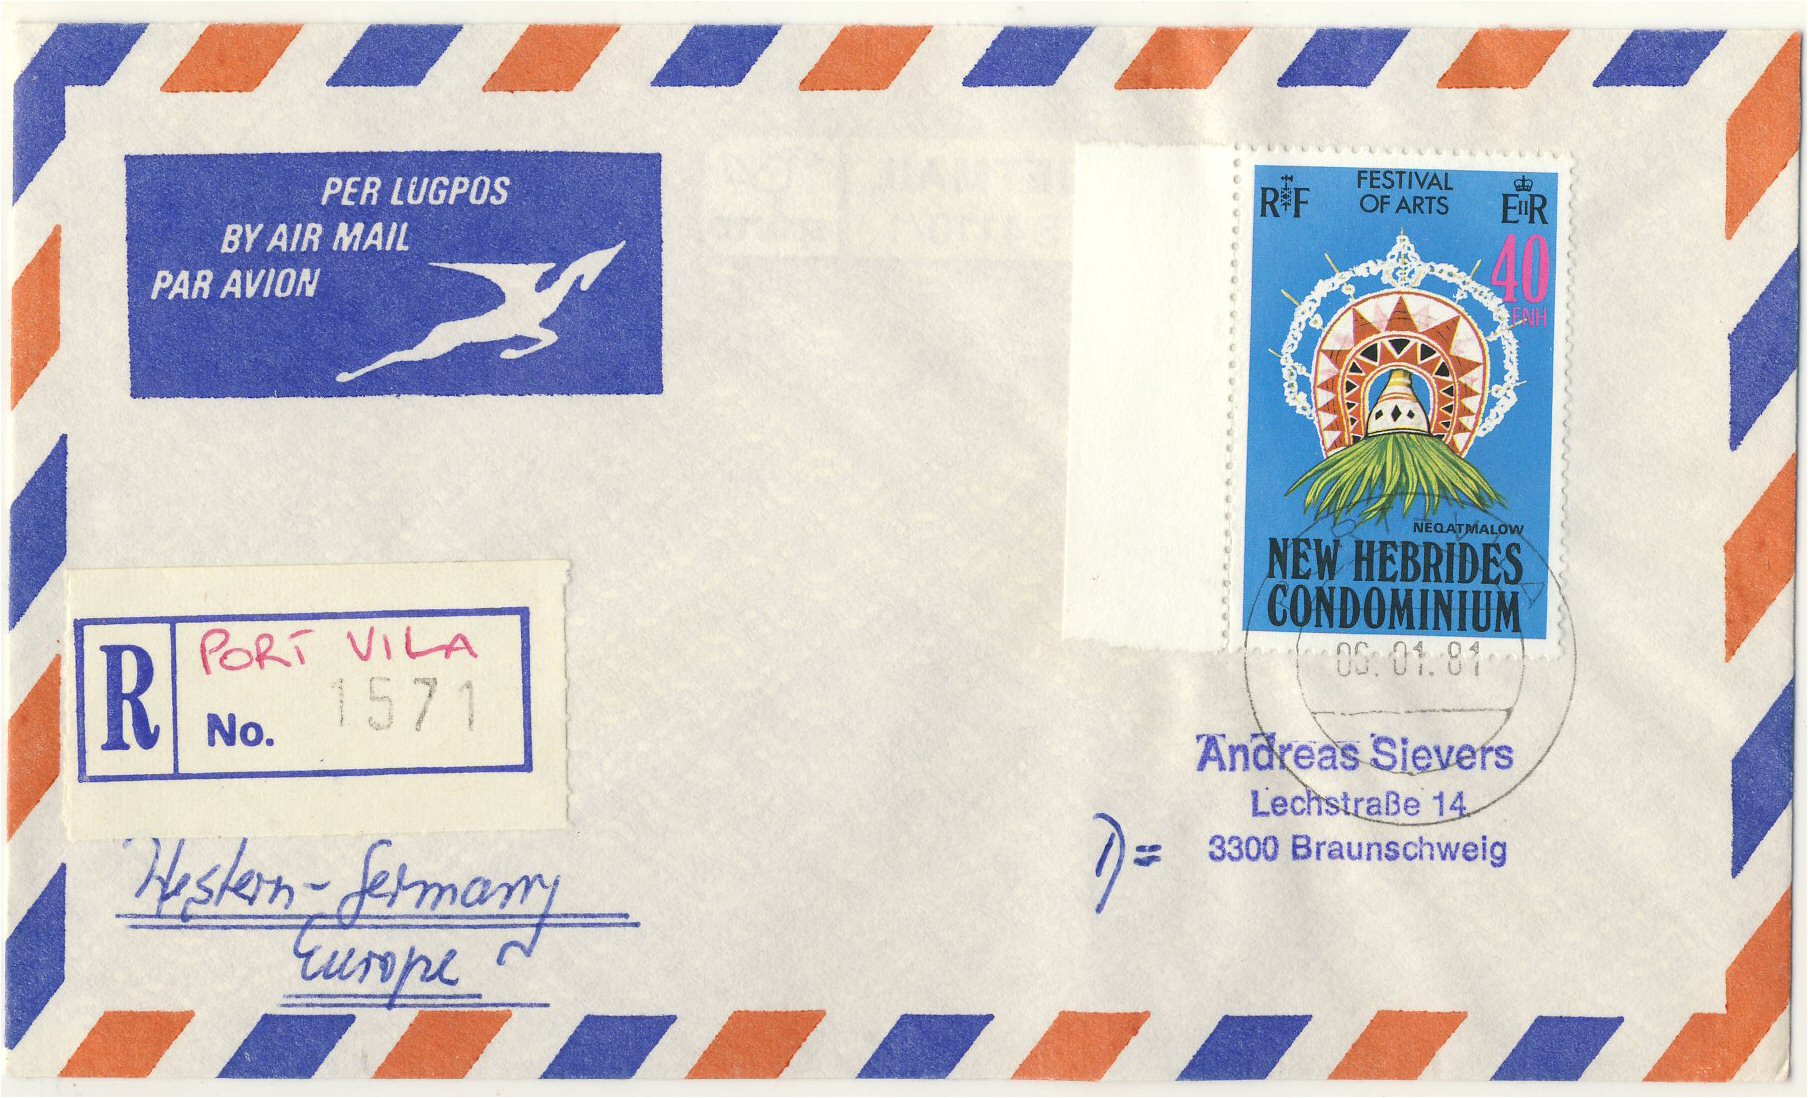 PER LUGPOS
BY AIR MAIL
PAR AVION
RF
FESTIVAL
OF ARTS
EIIR
40
FNH
NEQATMALOW
NEW HEBRIDES
CONDOMINIUM
06.01.81
R
PORT VILA
No. 1571
Andreas Sievers
Lechstraße 14
D= 3300 Braunschweig
Western-Germany
Europe